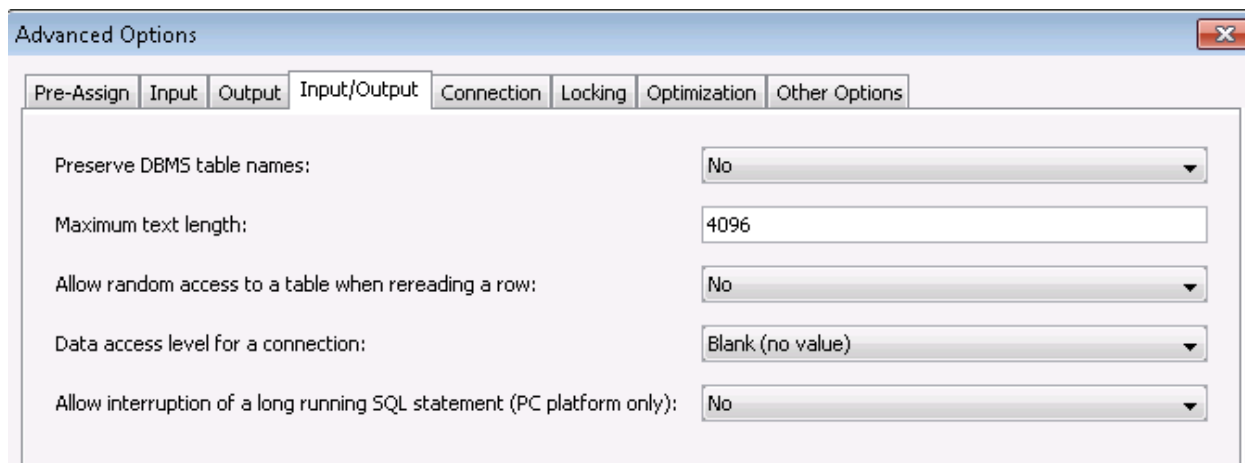 Advanced Options
Pre-Assign Input Output Input/Output Connection Locking Optimization Other Options
Preserve DBMS table names: No
Maximum text length: 4096
Allow random access to a table when rereading a row: No
Data access level for a connection: Blank (no value)
Allow interruption of a long running SQL statement (PC platform only): No